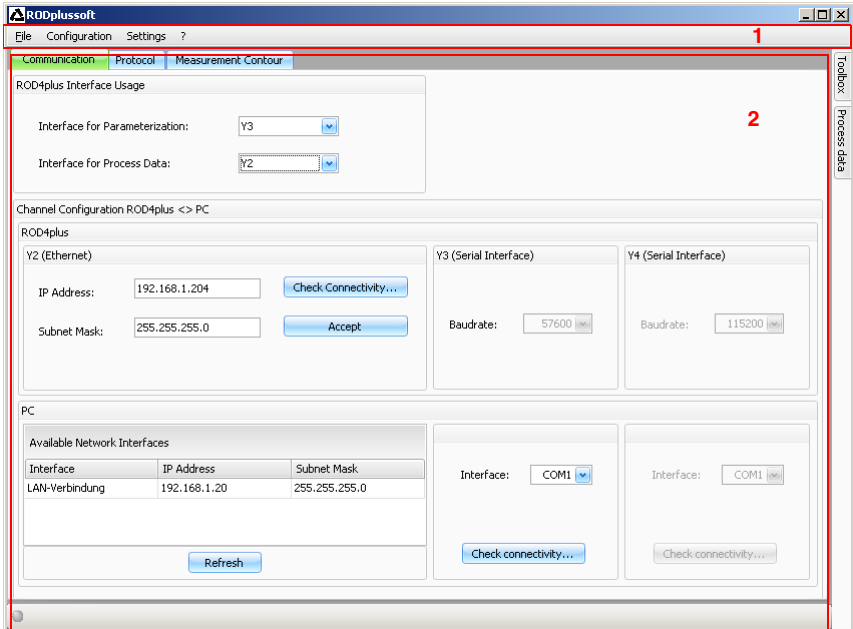 RODplussoft
File Configuration Settings ?
1
Communication Protocol Measurement Contour
Toolbox
Process data
2
ROD4plus Interface Usage
Interface for Parameterization: Y3
Interface for Process Data: Y2
Channel Configuration ROD4plus <> PC
ROD4plus
Y2 (Ethernet)
IP Address: 192.168.1.204 Check Connectivity...
Subnet Mask: 255.255.255.0 Accept
Y3 (Serial Interface)
Baudrate: 57600
Y4 (Serial Interface)
Baudrate: 115200
PC
Available Network Interfaces
Interface IP Address Subnet Mask
LAN-Verbindung 192.168.1.20 255.255.255.0
Refresh
Interface: COM1
Check connectivity...
Interface: COM1
Check connectivity...